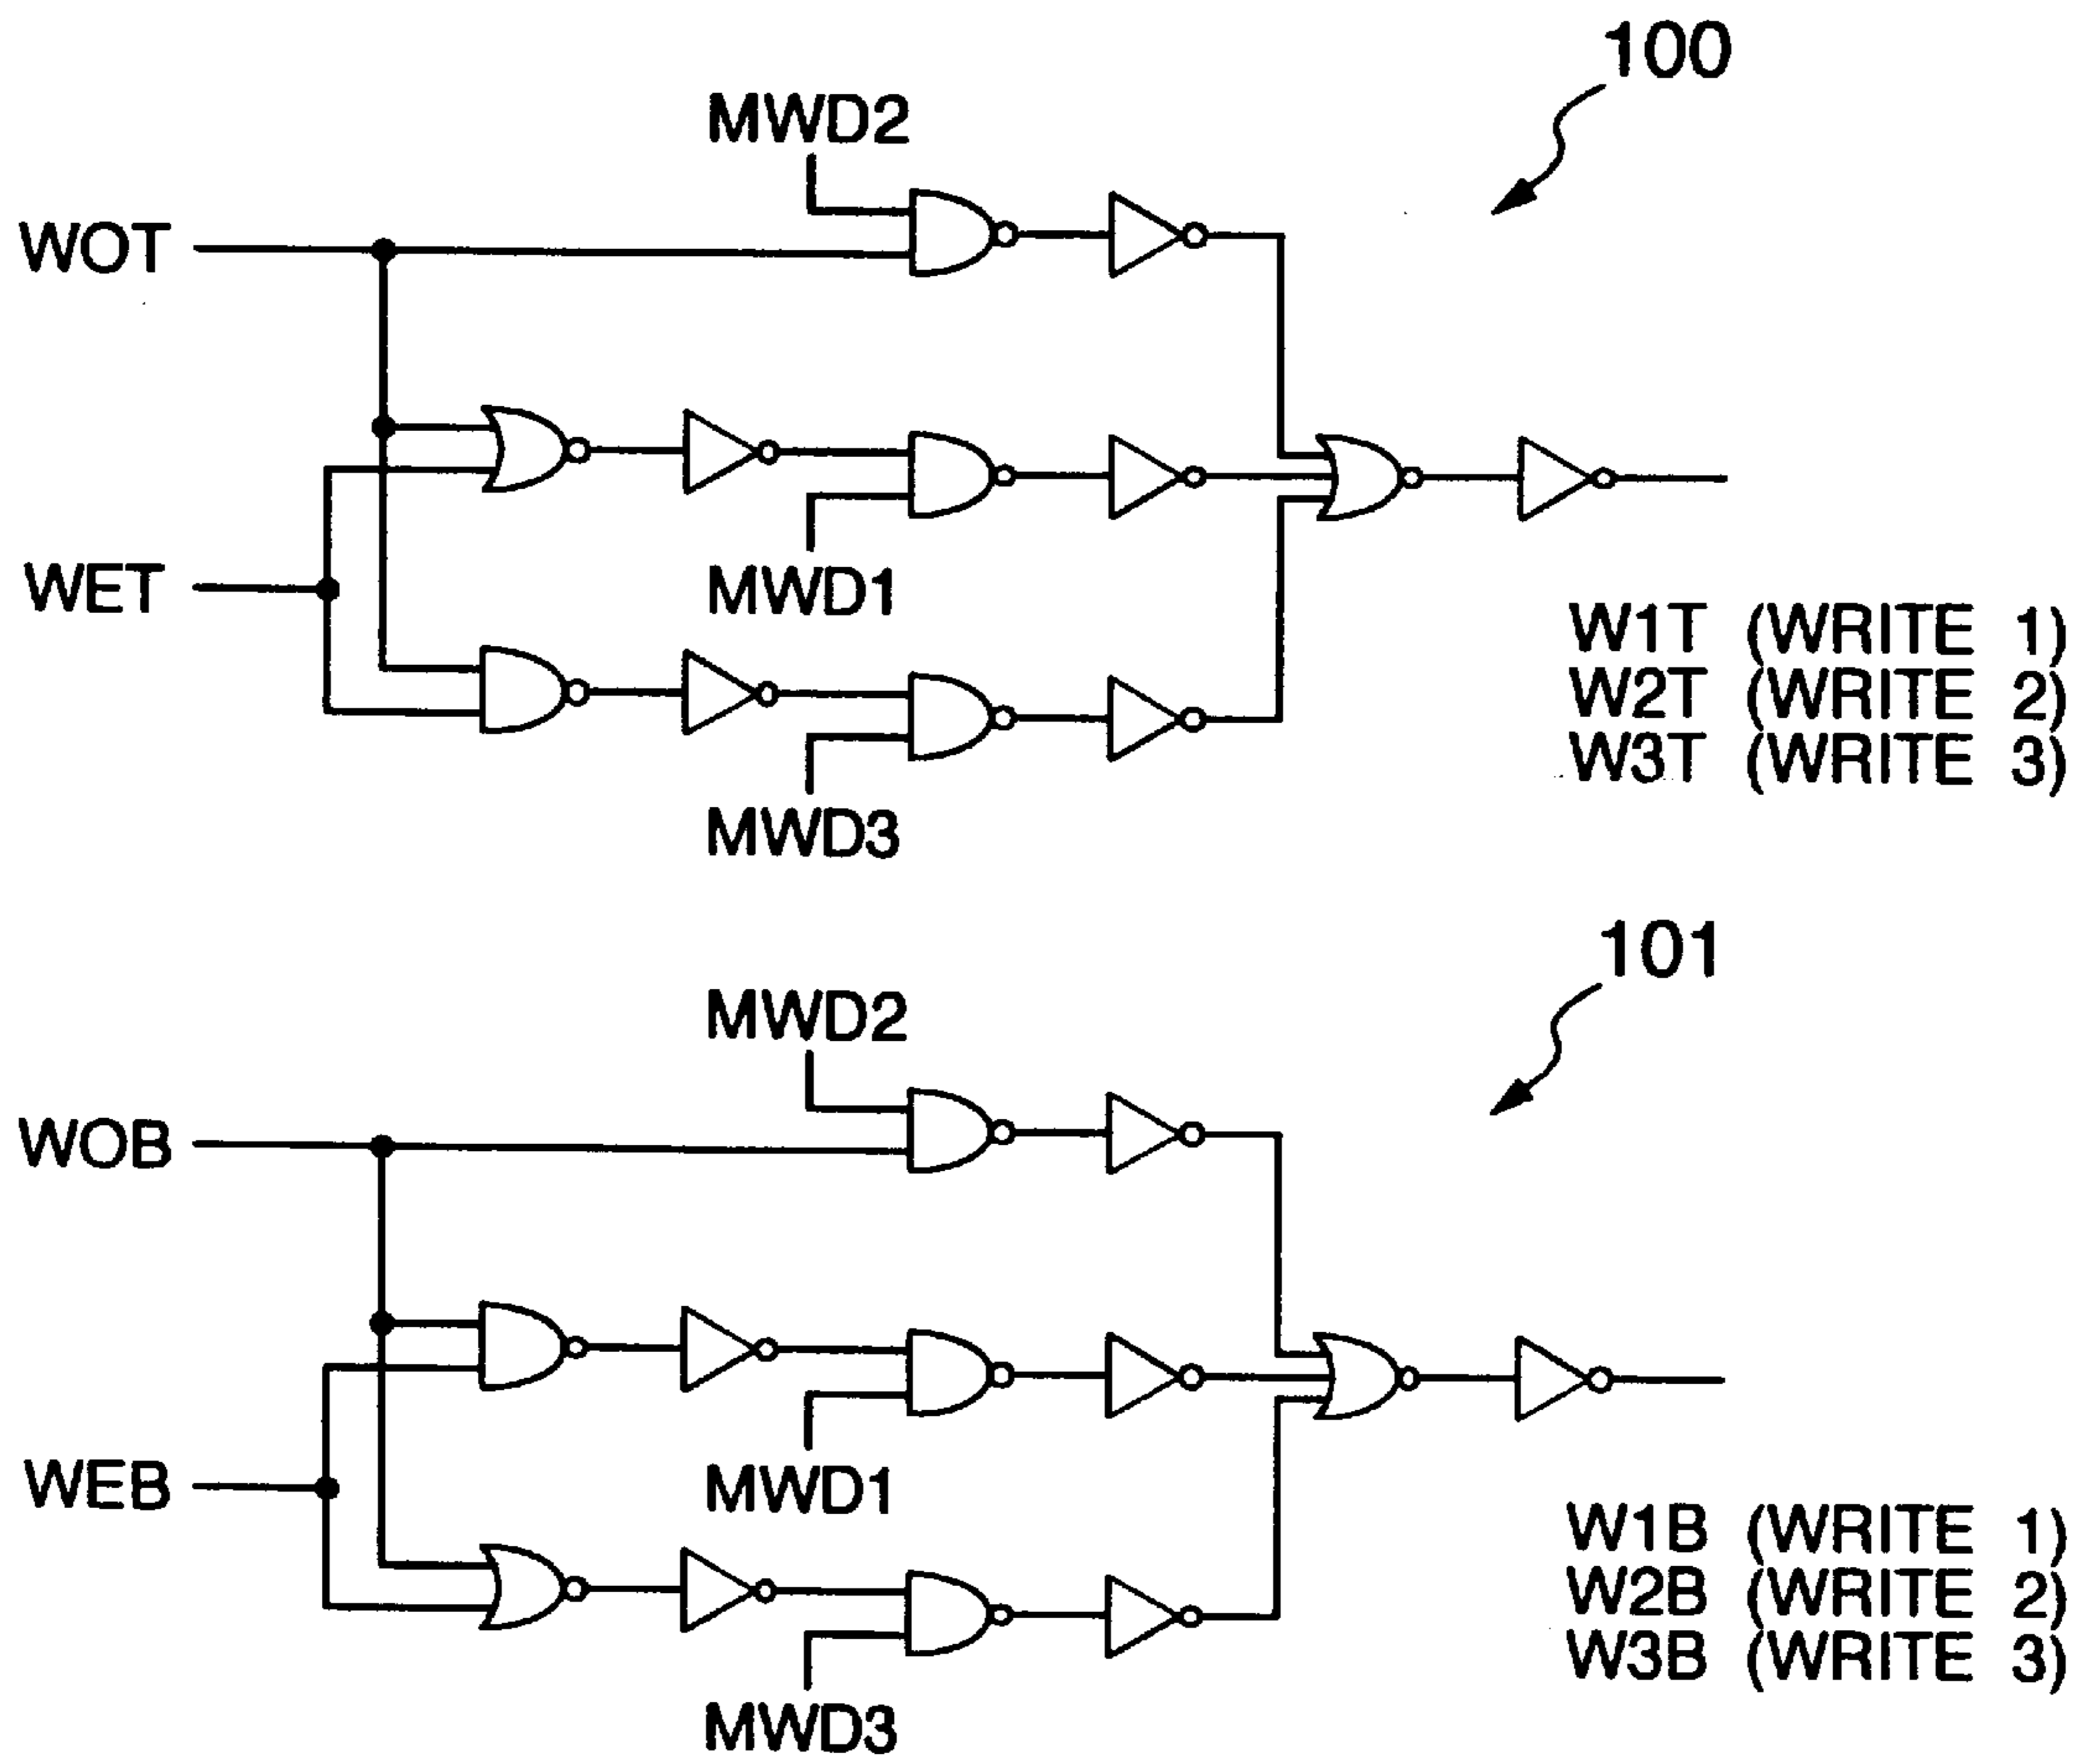 100
MWD2
WOT
WET
MWD1
W1T (WRITE 1)
W2T (WRITE 2)
W3T (WRITE 3)
MWD3
101
MWD2
WOB
WEB
MWD1
W1B (WRITE 1)
W2B (WRITE 2)
W3B (WRITE 3)
MWD3